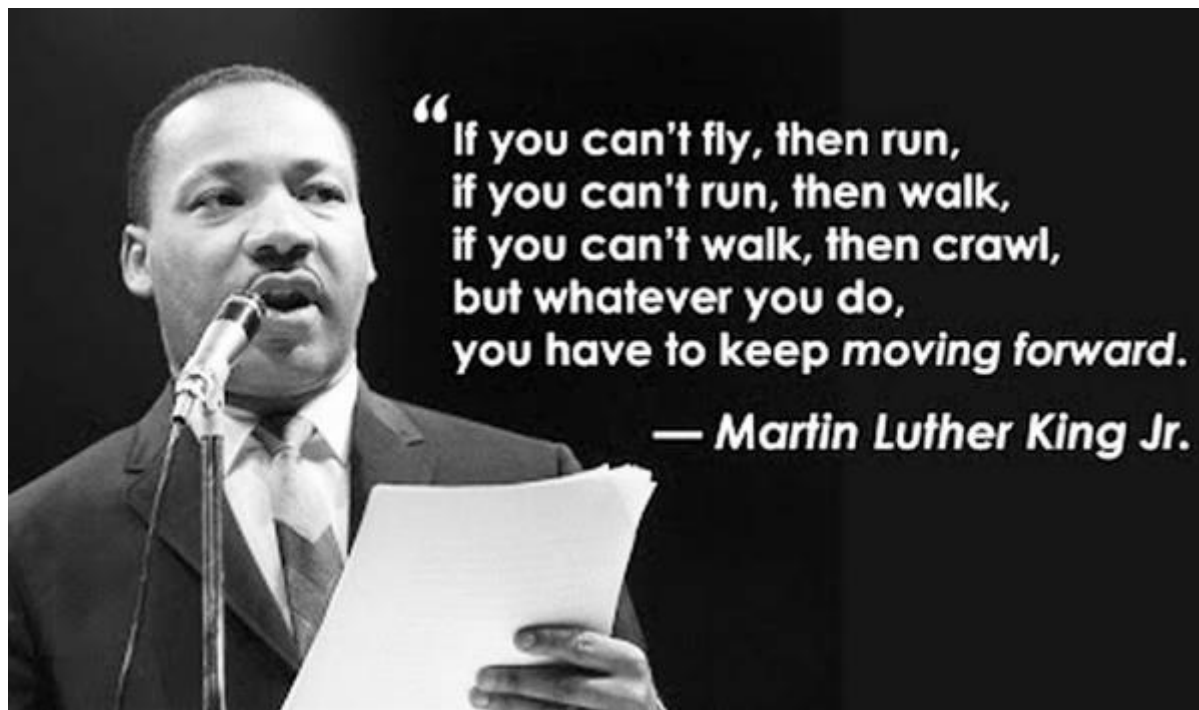 “If you can’t fly, then run,
if you can’t run, then walk,
if you can’t walk, then crawl,
but whatever you do,
you have to keep moving forward.
— Martin Luther King Jr.